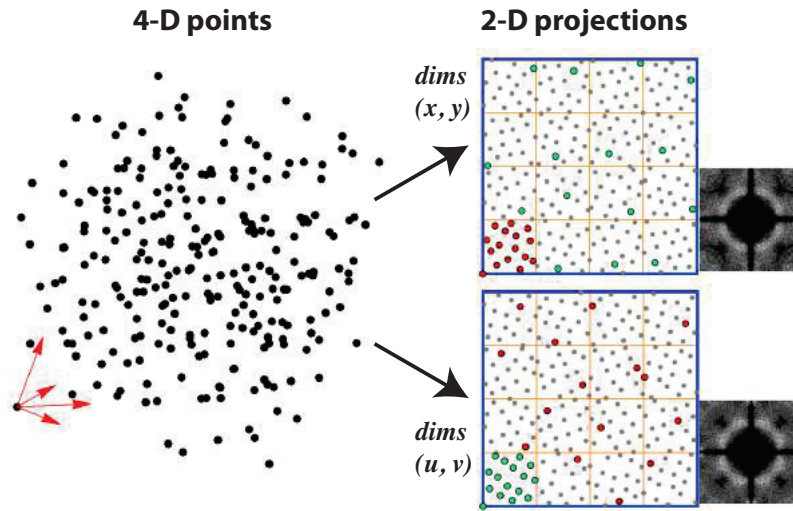 4-D points
2-D projections
dims
(x, y)
dims
(u, v)